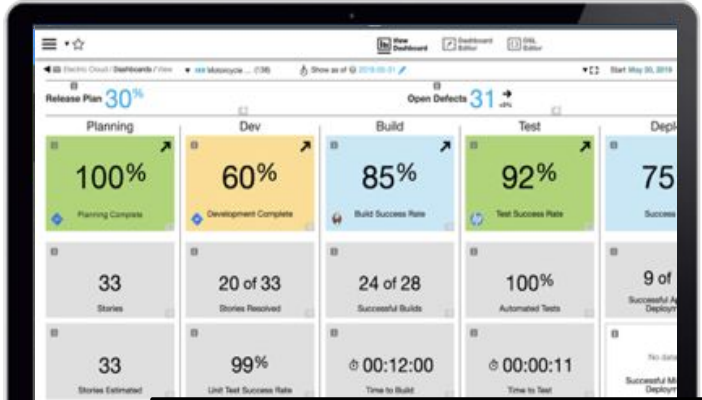 View Dashboard
Dashboard Editor
DSL Editor
Electric Cloud / Dashboards / View
Motorcycle ... (138)
Show as of
Start May 30, 2019
Release Plan 30%
Open Defects 31
Planning
Dev
Build
Test
100%
60%
85%
92%
75
Planning Complete
Development Complete
Build Success Rate
Test Success Rate
Success
33
20 of 33
24 of 28
100%
9 of
Stories
Stories Resolved
Successful Builds
Automated Tests
33
99%
00:12:00
00:00:11
No data
Stories Estimated
Unit Test Success Rate
Time to Build
Time to Test